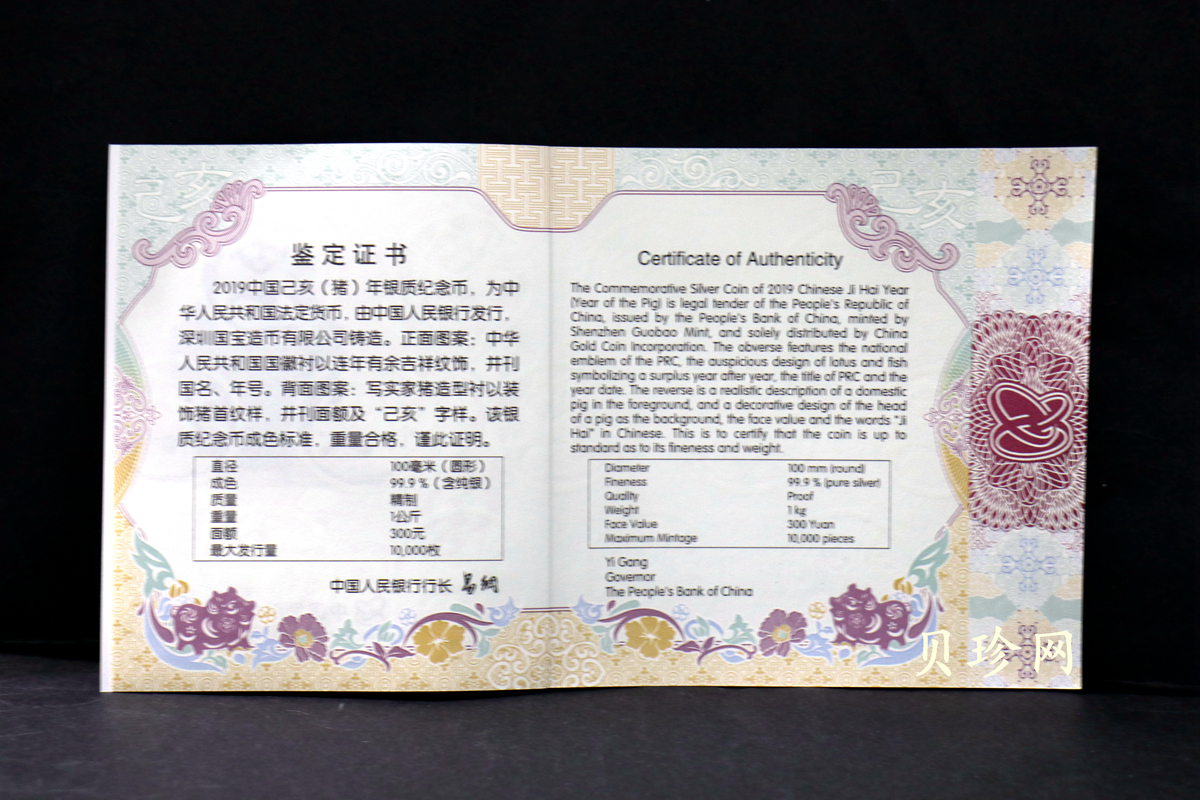 己亥
己亥
鉴定证书
2019中国己亥（猪）年银质纪念币，为中
华人民共和国法定货币，由中国人民银行发行，
深圳国宝造币有限公司铸造。正面图案：中华
人民共和国国徽衬以连年有余吉祥纹饰，并刊
国名、年号。背面图案：写实家猪造型衬以装
饰猪首纹样，并刊面额及“己亥”字样。该银
质纪念币成色标准，重量合格，谨此证明。
直径 100毫米（圆形）
成色 99.9％（含纯银）
质量 精制
重量 1公斤
面额 300元
最大发行量 10,000枚
中国人民银行行长 易纲
Certificate of Authenticity
The Commemorative Silver Coin of 2019 Chinese Ji Hai Year
(Year of the Pig) is legal tender of the People's Republic of
China, issued by the People's Bank of China, minted by
Shenzhen Guobao Mint, and solely distributed by China
Gold Coin Incorporation. The obverse features the national
emblem of the PRC, the auspicious design of lotus and fish
symbolizing a surplus year after year, the title of PRC and the
year date. The reverse is a realistic description of a domestic
pig in the foreground, and a decorative design of the head
of a pig as the background, the face value and the words "Ji
Hai" in Chinese. This is to certify that the coin is up to
standard as to its fineness and weight.
Diameter 100 mm (round)
Fineness 99.9 % (pure silver)
Quality Proof
Weight 1 kg
Face Value 300 Yuan
Maximum Mintage 10,000 pieces
Yi Gang
Governor
The People's Bank of China
贝珍网